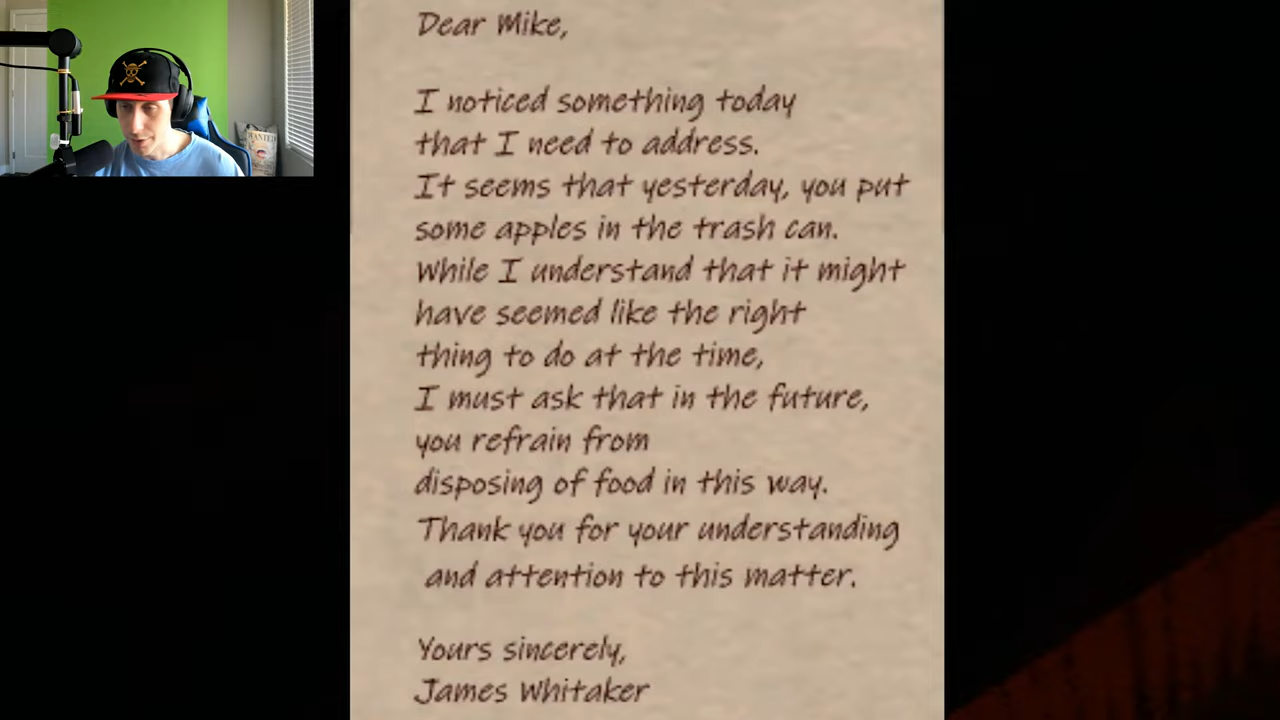 WANTED
Dear Mike,
I noticed something today
that I need to address.
It seems that yesterday, you put
some apples in the trash can.
While I understand that it might
have seemed like the right
thing to do at the time,
I must ask that in the future,
you refrain from
disposing of food in this way.
Thank you for your understanding
and attention to this matter.
Yours sincerely,
James Whitaker